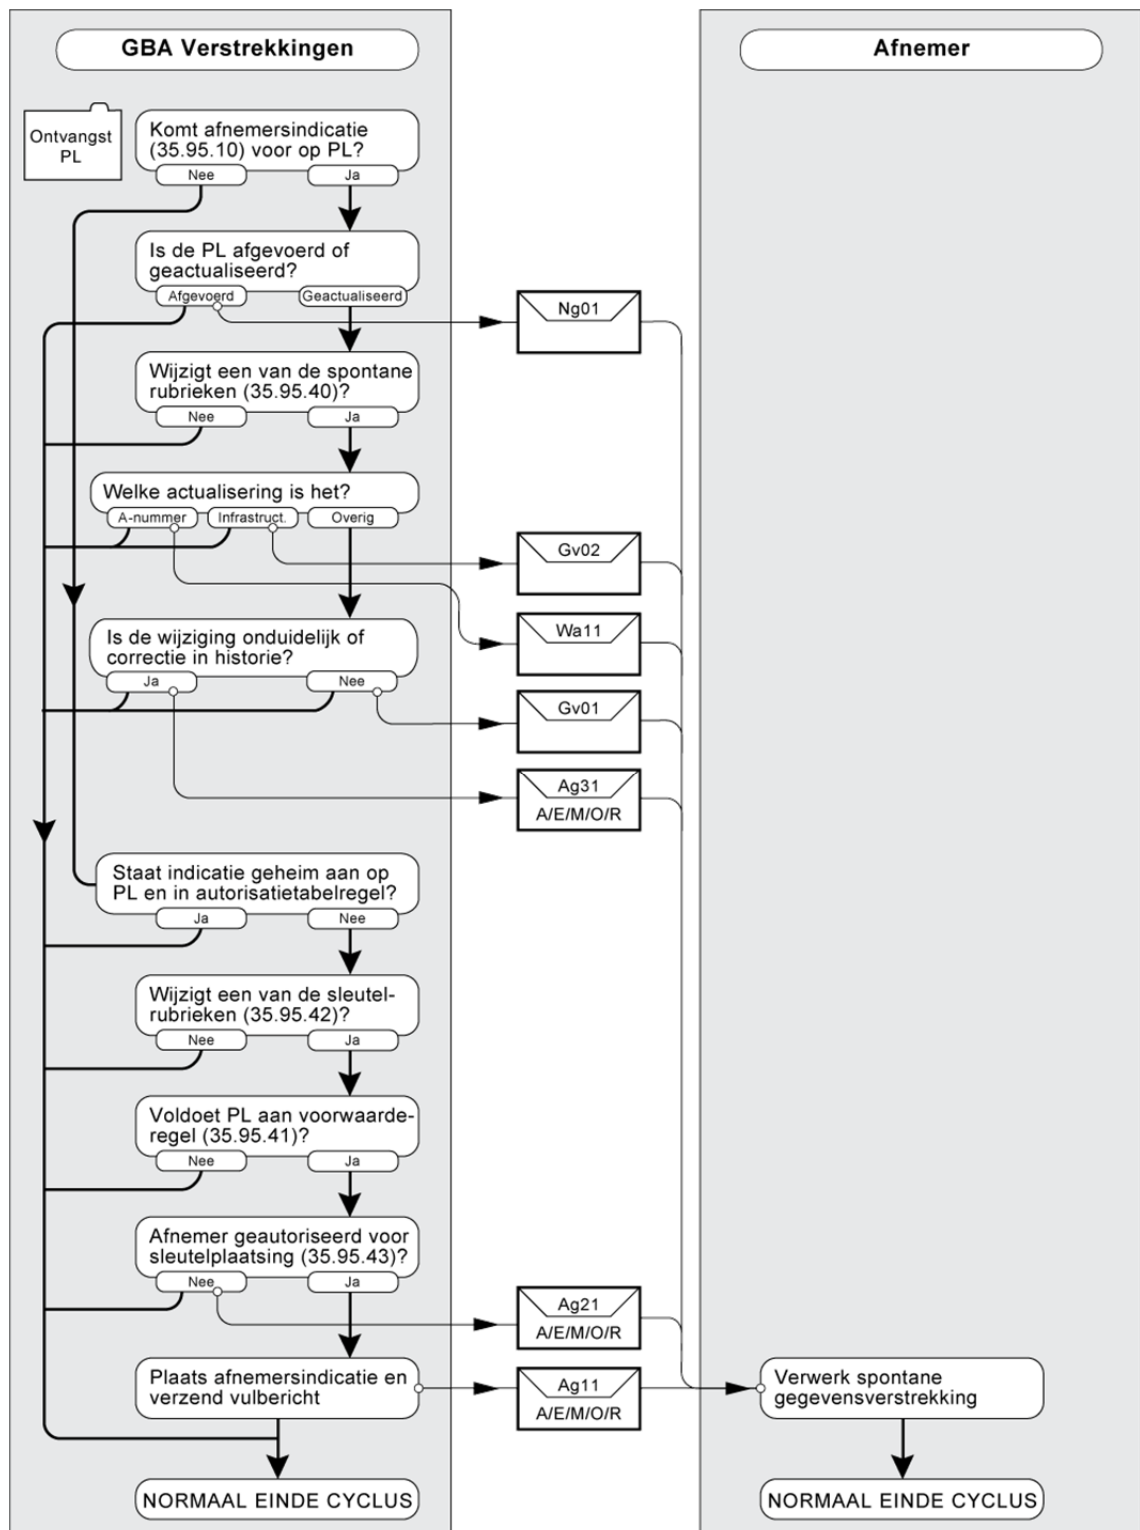 GBA Verstrekkingen
Afnemer
Ontvangst
PL
Komt afnemersindicatie
(35.95.10) voor op PL?
Nee
Ja
Is de PL afgevoerd of
geactualiseerd?
Afgevoerd
Geactualiseerd
Ng01
Wijzigt een van de spontane
rubrieken (35.95.40)?
Nee
Ja
Welke actualisering is het?
A-nummer
Infrastruct.
Overig
Gv02
Is de wijziging onduidelijk of
correctie in historie?
Ja
Nee
Wa11
Gv01
Ag31
A/E/M/O/R
Staat indicatie geheim aan op
PL en in autorisatietabelregel?
Ja
Nee
Wijzigt een van de sleutel-
rubrieken (35.95.42)?
Nee
Ja
Voldoet PL aan voorwaarde-
regel (35.95.41)?
Nee
Ja
Afnemer geautoriseerd voor
sleutelplaatsing (35.95.43)?
Nee
Ja
Ag21
A/E/M/O/R
Plaats afnemersindicatie en
verzend vulbericht
Ag11
A/E/M/O/R
Verwerk spontane
gegevensverstrekking
NORMAAL EINDE CYCLUS
NORMAAL EINDE CYCLUS